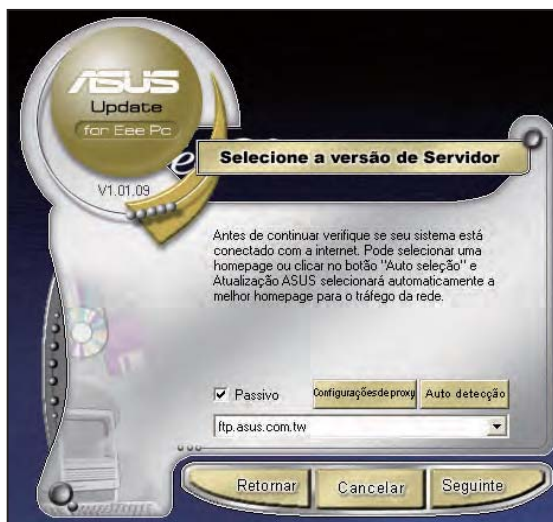 ASUS
Update
for Eee Pc
V1.01.09
Selecione a versão de Servidor
Antes de continuar verifique se seu sistema está
conectado com a internet. Pode selecionar uma
homepage ou clicar no botão "Auto seleção" e
Atualização ASUS selecionará automaticamente a
melhor homepage para o tráfego da rede.
Passivo
Configurações de proxy
Auto detecção
ftp.asus.com.tw
Retornar
Cancelar
Seguinte